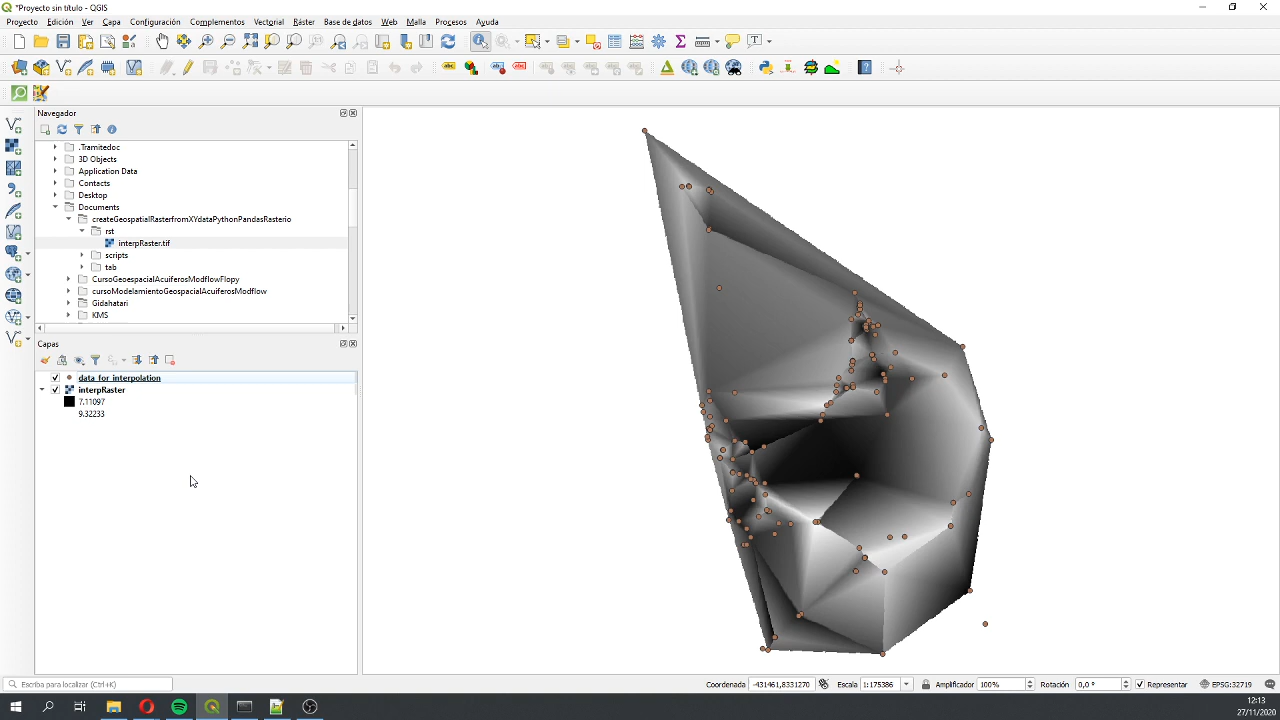 *Proyecto sin título - QGIS
Proyecto Edición Ver Capa Configuración Complementos Vectorial Ráster Base de datos Web Malla Procesos Ayuda
Navegador
.Tramitedoc
3D Objects
Application Data
Contacts
Desktop
Documents
createGeospatialRasterfromXYdataPythonPandasRasterio
rst
interpRaster.tif
scripts
tab
CursoGeoespacialAcuiferosModflowFlopy
cursoModelamientoGeospacialAcuiferosModflow
Gidahatari
KMS
Capas
data_for_interpolation
interpRaster
7.11097
9.32233
Escriba para localizar (Ctrl+K)
Coordenada -431461,8331270 Escala 1:175386 Amplificador 100% Rotación 0,0 ° Representar EPSG:32719
12:13
27/11/2020